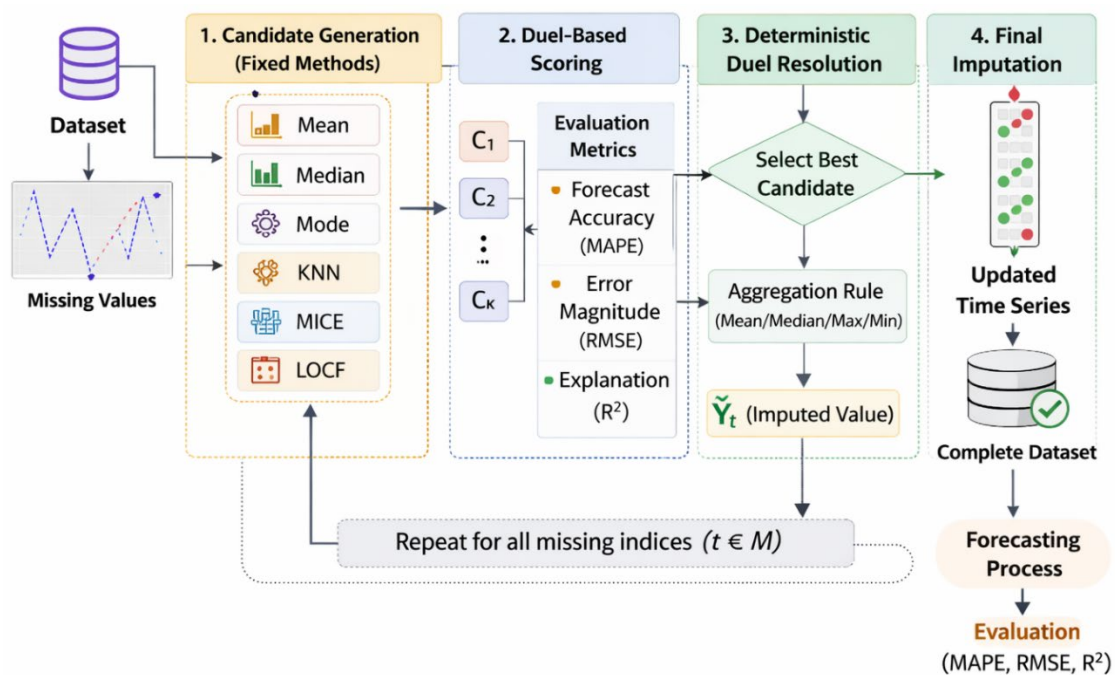 Dataset
Missing Values
1. Candidate Generation
(Fixed Methods)
Mean
Median
Mode
KNN
MICE
LOCF
2. Duel-Based
Scoring
C₁
C₂
Cₖ
Evaluation
Metrics
Forecast
Accuracy
(MAPE)
Error
Magnitude
(RMSE)
Explanation
(R²)
3. Deterministic
Duel Resolution
Select Best
Candidate
Aggregation Rule
(Mean/Median/Max/Min)
Y̌ₜ (Imputed Value)
4. Final
Imputation
Updated
Time Series
Complete Dataset
Repeat for all missing indices (t ∈ M)
Forecasting
Process
Evaluation
(MAPE, RMSE, R²)